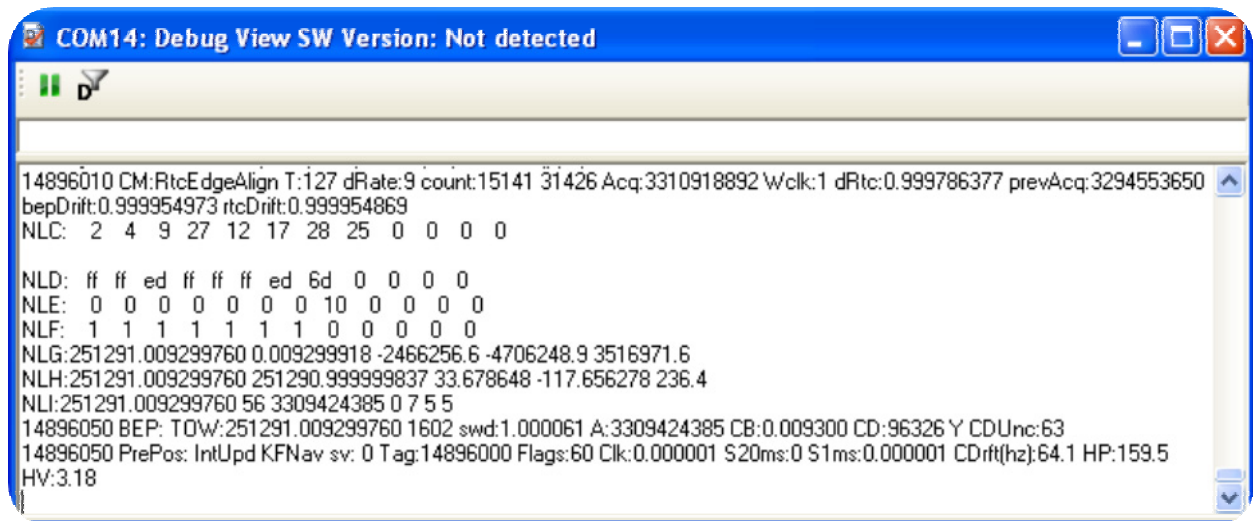 COM14: Debug View SW Version: Not detected
D
14896010 CM:RtcEdgeAlign T:127 dRate:9 count:15141 31426 Acq:3310918892 Wclk:1 dRtc:0.999786377 prevAcq:3294553650
bepDrift:0.999954973 rtcDrift:0.999954869
NLC: 2 4 9 27 12 17 28 25 0 0 0 0
NLD: ff ff ed ff ff ff ed 6d 0 0 0 0
NLE: 0 0 0 0 0 0 0 10 0 0 0 0
NLF: 1 1 1 1 1 1 1 0 0 0 0 0
NLG:251291.009299760 0.009299918 -2466256.6 -4706248.9 3516971.6
NLH:251291.009299760 251290.999999837 33.678648 -117.656278 236.4
NLI:251291.009299760 56 3309424385 0 7 5 5
14896050 BEP: TOW:251291.009299760 1602 swd:1.000061 A:3309424385 CB:0.009300 CD:96326 Y CDUnc:63
14896050 PrePos: IntUpd KFNav sv: 0 Tag:14896000 Flags:60 Clk:0.000001 S20ms:0 S1ms:0.000001 CDrft(hz):64.1 HP:159.5
HV:3.18